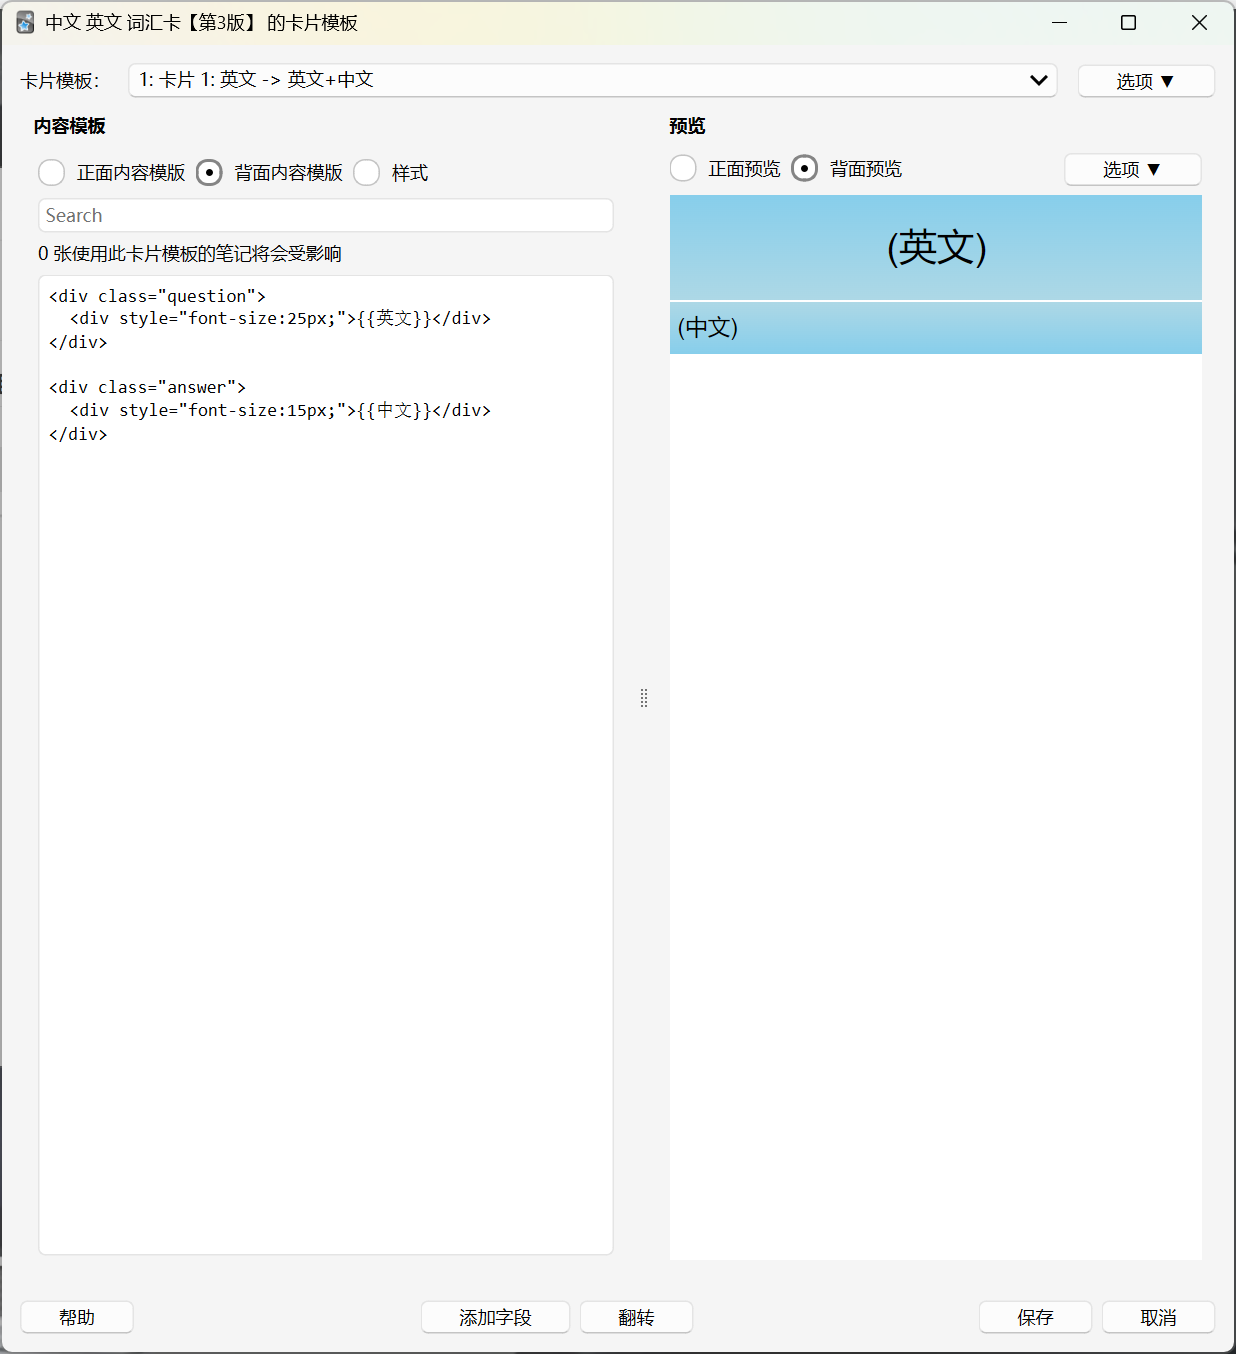 中文 英文 词汇卡【第3版】 的卡片模板
卡片模板：
1: 卡片 1: 英文 -> 英文+中文
选项 ▼
内容模板
正面内容模版
背面内容模版
样式
Search
0 张使用此卡片模板的笔记将会受影响
<div class="question">
  <div style="font-size:25px;">{{英文}}</div>
</div>
<div class="answer">
  <div style="font-size:15px;">{{中文}}</div>
</div>
预览
正面预览
背面预览
选项 ▼
(英文)
(中文)
帮助
添加字段
翻转
保存
取消